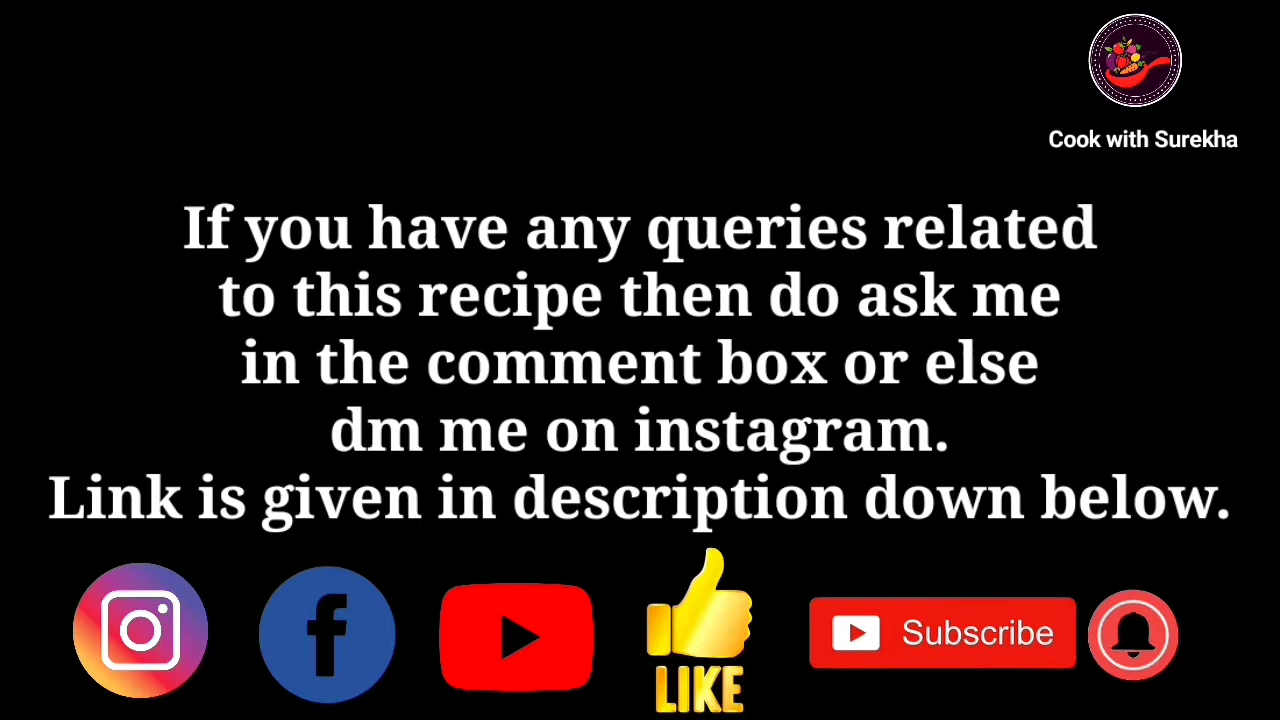 Cook with Surekha
If you have any queries related
to this recipe then do ask me
in the comment box or else
dm me on instagram.
Link is given in description down below.
LIKE
Subscribe